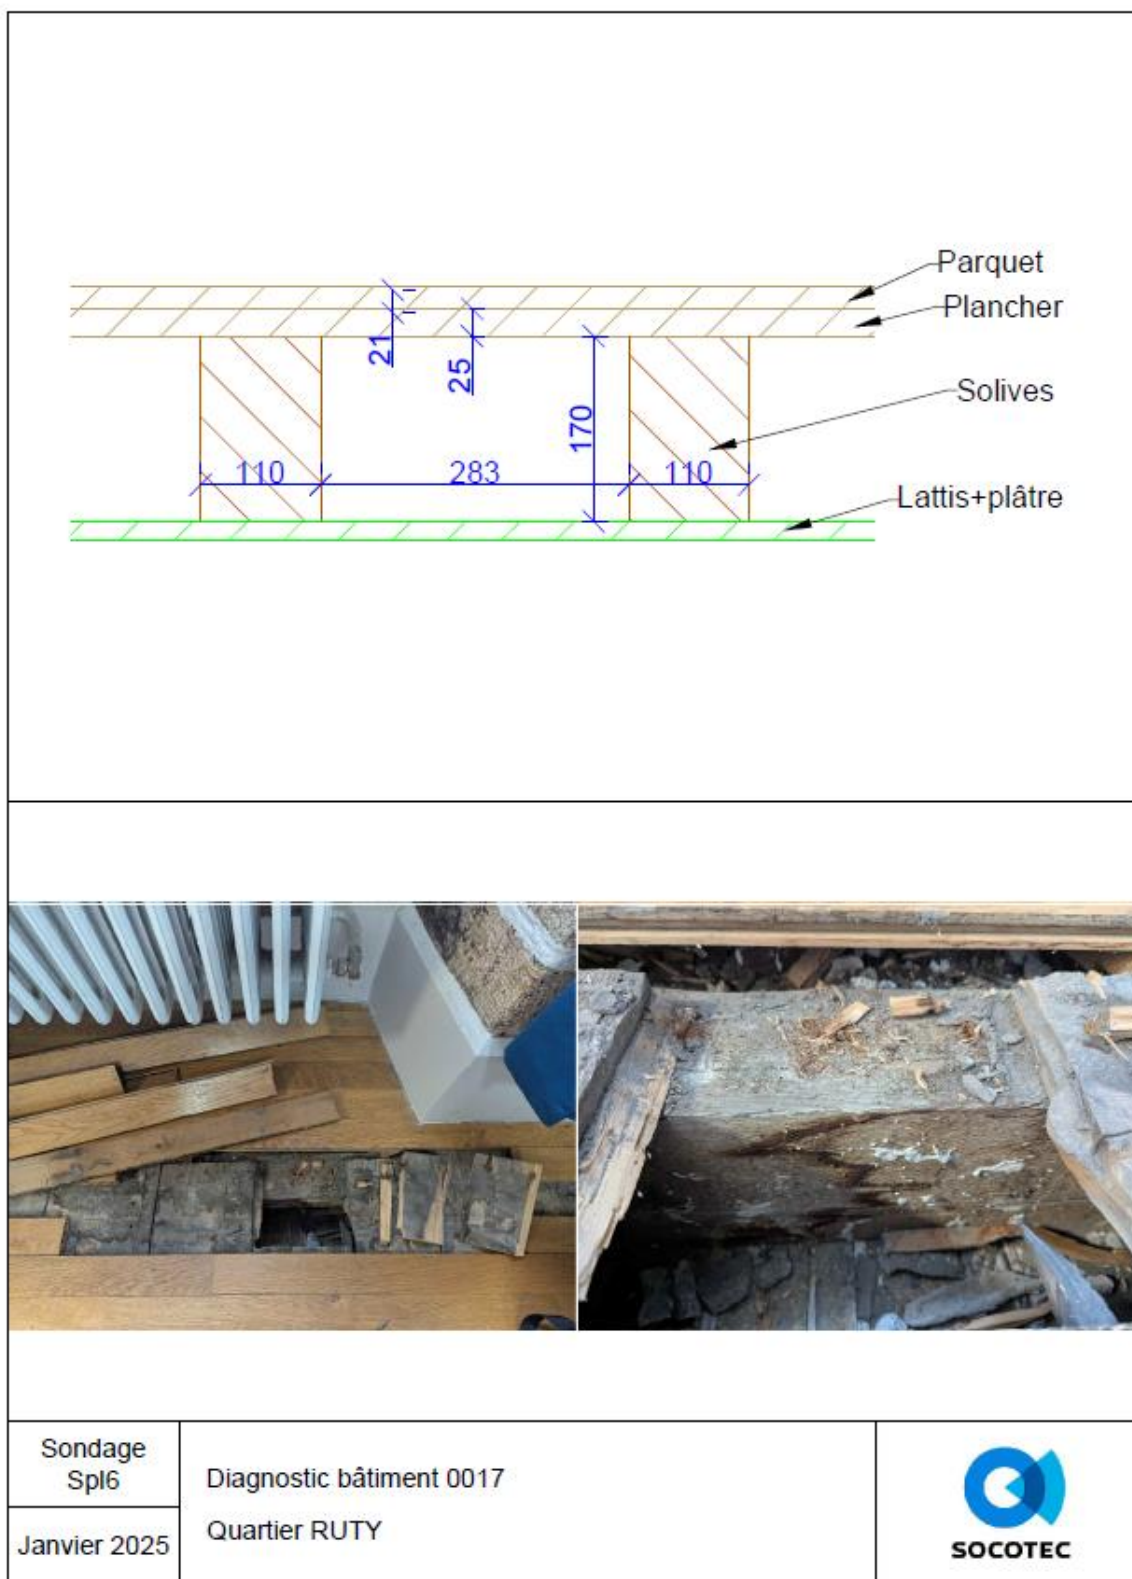 Parquet
Plancher
21
25
Solives
170
110
283
110
Lattis+plâtre
Sondage
Spl6
Diagnostic bâtiment 0017
Quartier RUTY
Janvier 2025
SOCOTEC